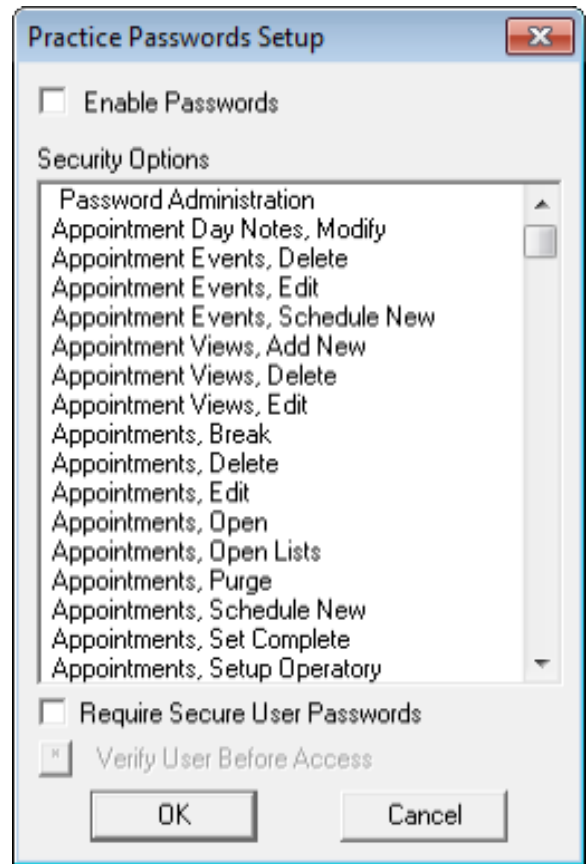 Practice Passwords Setup
Enable Passwords
Security Options
Password Administration
Appointment Day Notes, Modify
Appointment Events, Delete
Appointment Events, Edit
Appointment Events, Schedule New
Appointment Views, Add New
Appointment Views, Delete
Appointment Views, Edit
Appointments, Break
Appointments, Delete
Appointments, Edit
Appointments, Open
Appointments, Open Lists
Appointments, Purge
Appointments, Schedule New
Appointments, Set Complete
Appointments, Setup Operatory
Require Secure User Passwords
Verify User Before Access
OK Cancel